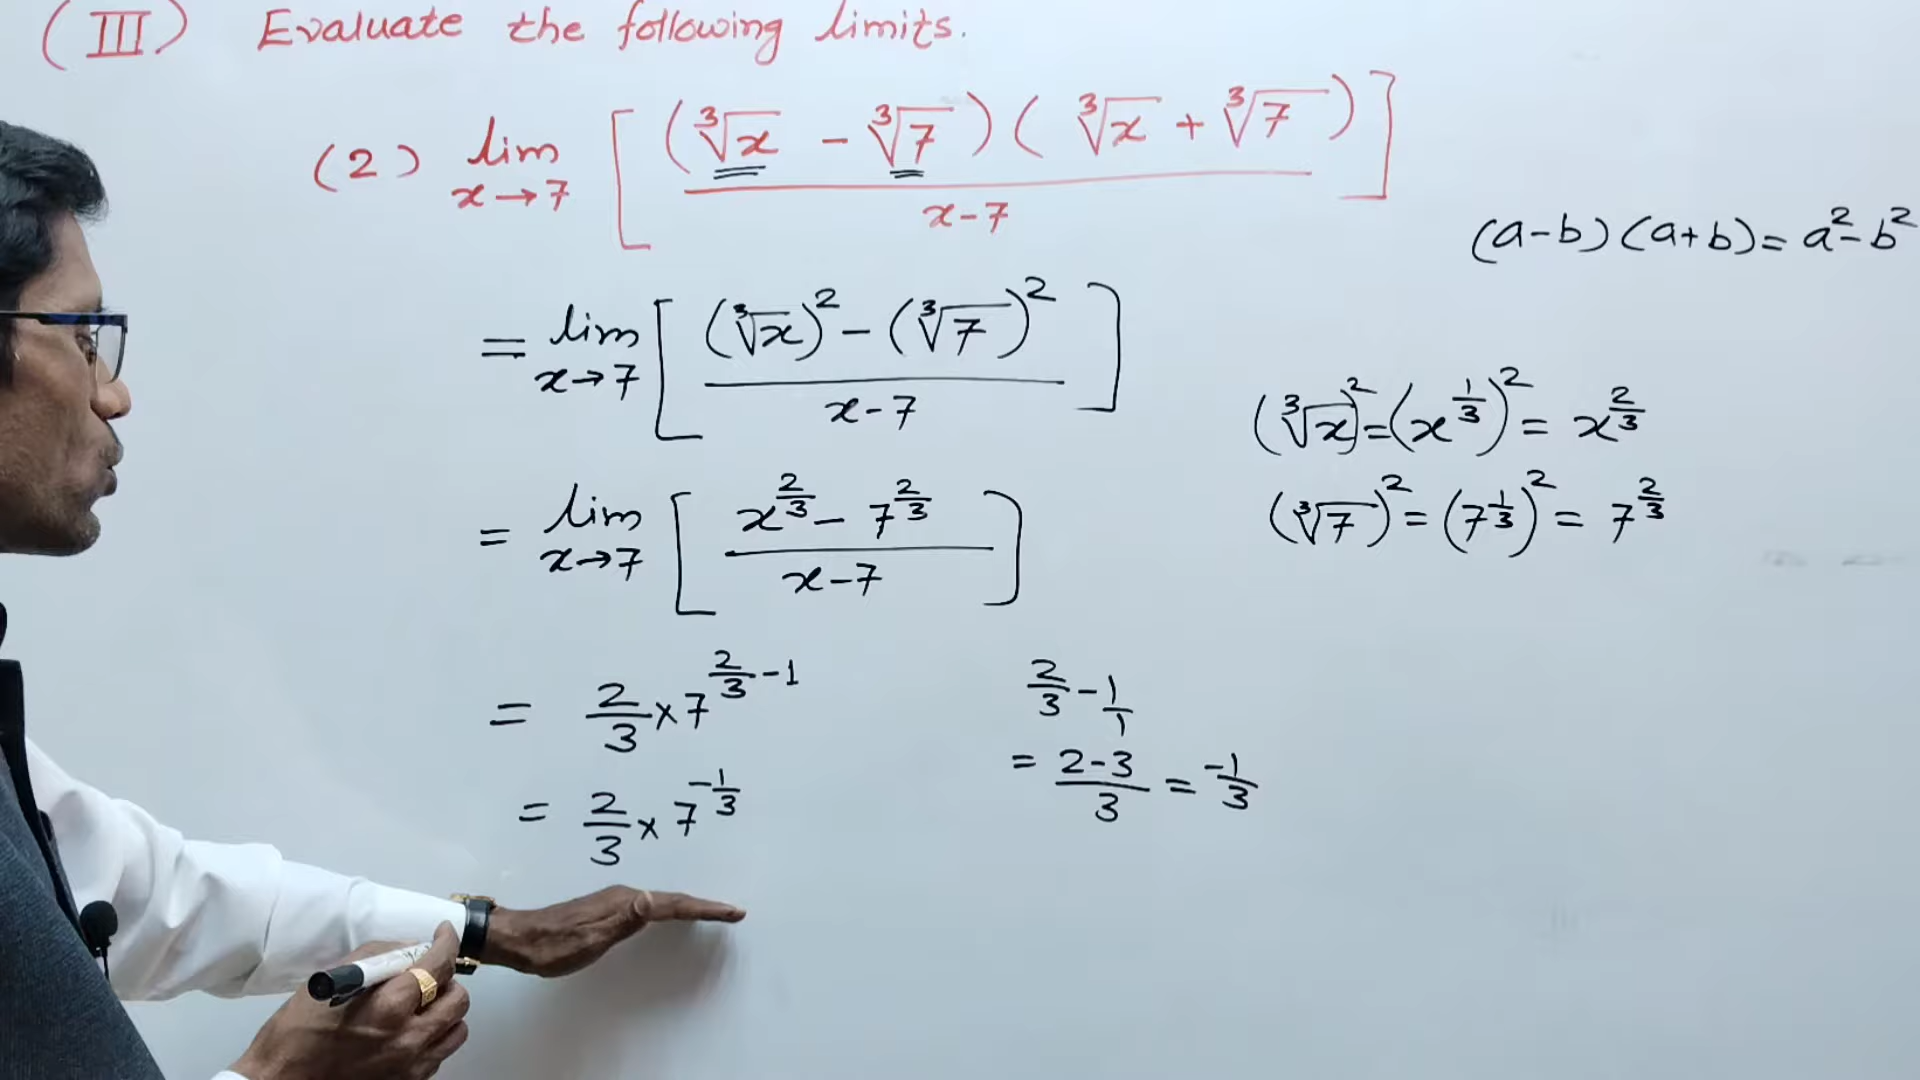 (III) Evaluate the following limits.
(2) lim x→7 [ (∛x - ∛7) ( ∛x + ∛7 ) / x-7 ]
(a-b) (a+b) = a² - b²
= lim x→7 [ (∛x)² - (∛7)² / x-7 ]
(∛x)² = (x^(1/3))² = x^(2/3)
= lim x→7 [ x^(2/3) - 7^(2/3) / x-7 ]
(∛7)² = (7^(1/3))² = 7^(2/3)
= 2/3 × 7^(2/3 - 1)
2/3 - 1/1
= 2-3/3 = -1/3
= 2/3 × 7^(-1/3)